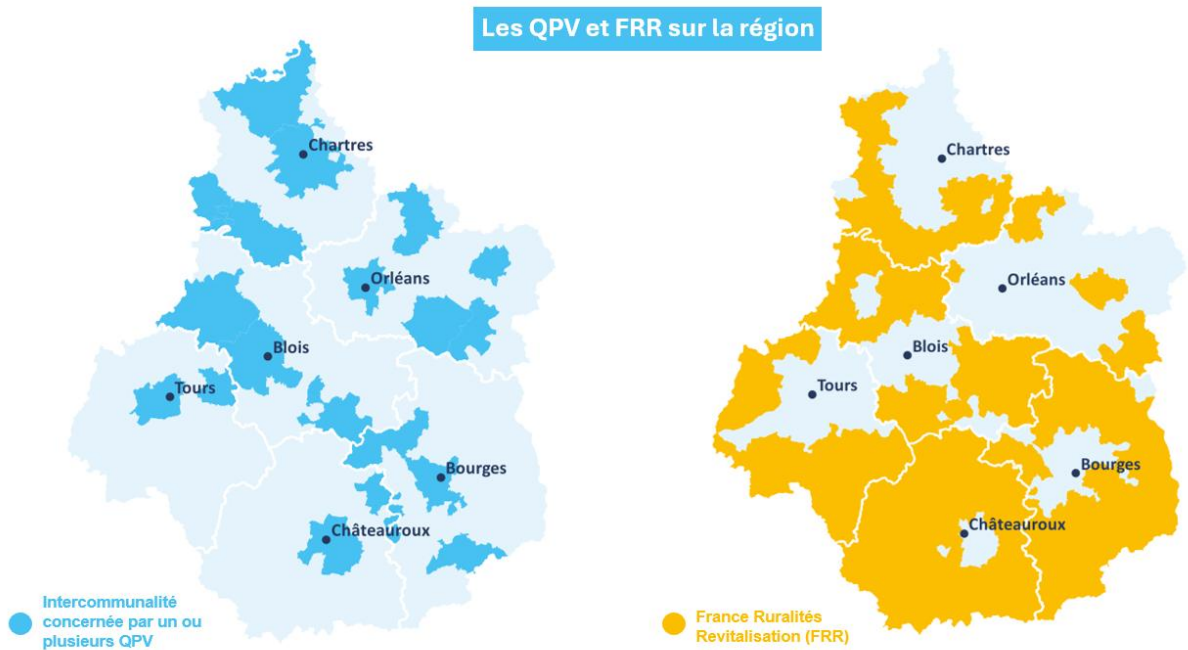 Les QPV et FRR sur la région
Chartres
Orléans
Blois
Tours
Bourges
Châteauroux
Intercommunalité
concernée par un ou
plusieurs QPV
Chartres
Orléans
Blois
Tours
Bourges
Châteauroux
France Ruralités
Revitalisation (FRR)